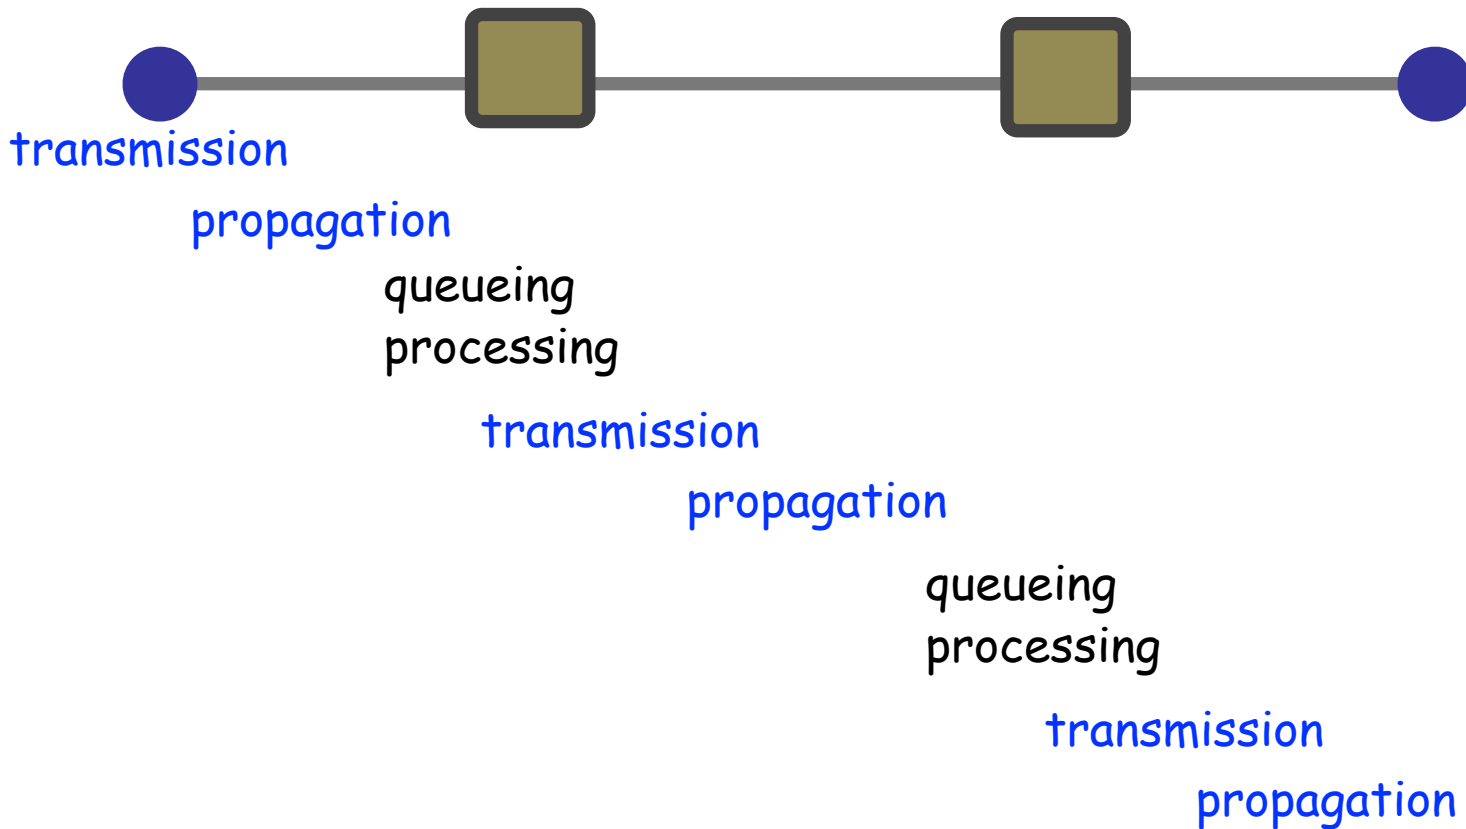 transmission
propagation
queueing
processing
transmission
propagation
queueing
processing
transmission
propagation